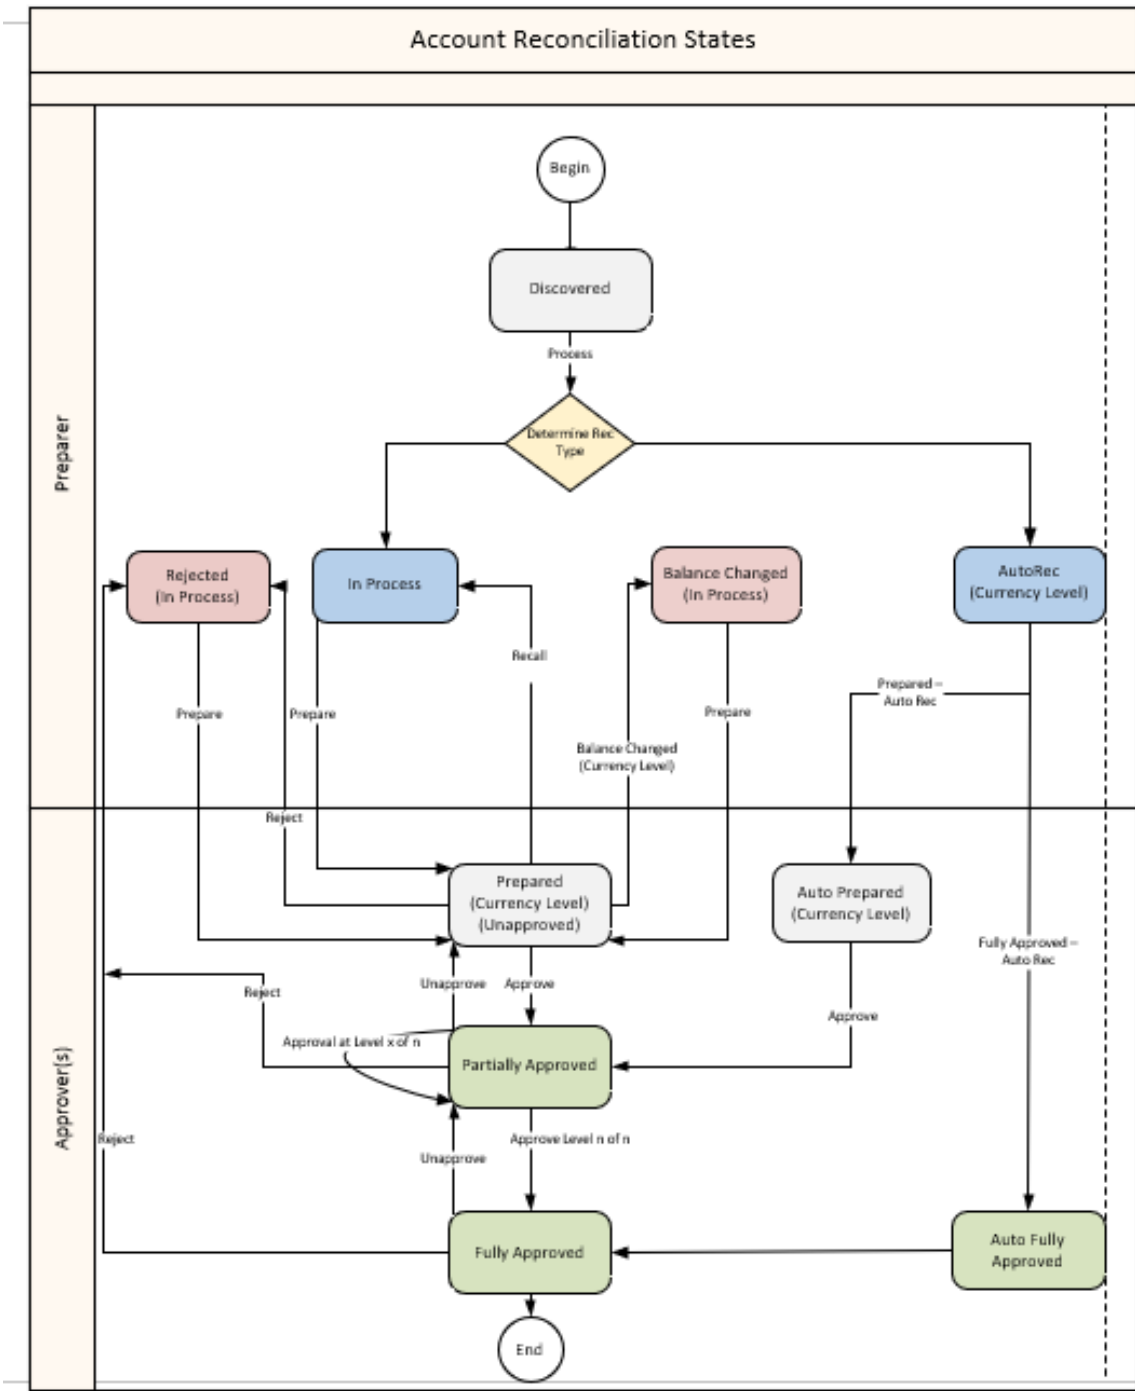 Account Reconciliation States
Preparer
Begin
Discovered
Process
Determine Rec
Type
Rejected
(In Process)
In Process
Balance Changed
(In Process)
AutoRec
(Currency Level)
Recall
Prepared –
Auto Rec
Prepare
Prepare
Prepare
Balance Changed
(Currency Level)
Reject
Approver(s)
Prepared
(Currency Level)
(Unapproved)
Auto Prepared
(Currency Level)
Fully Approved –
Auto Rec
Unapprove
Approve
Reject
Approve
Approval at Level x of n
Partially Approved
Reject
Approve Level n of n
Unapprove
Fully Approved
Auto Fully
Approved
End